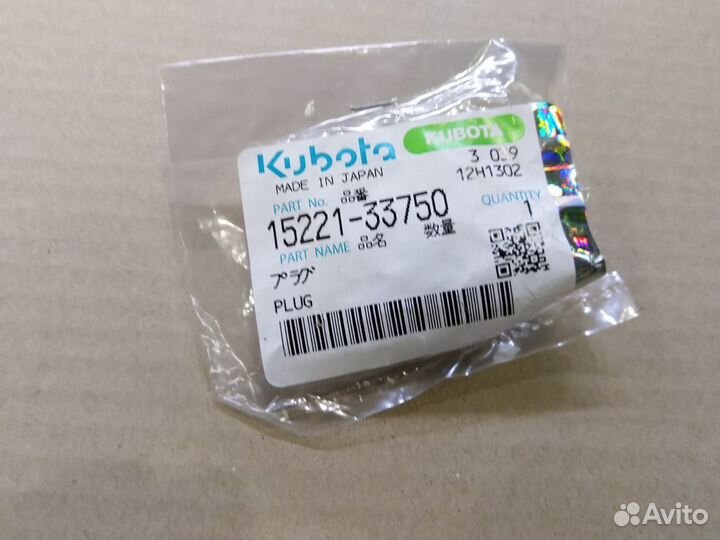 Kubota
KUBOTA
MADE IN JAPAN
3 0 9
12H1302
PART No. 品番
QUANTITY
15221-33750
数量
1
PART NAME 品名
プラグ
PLUG
Avito